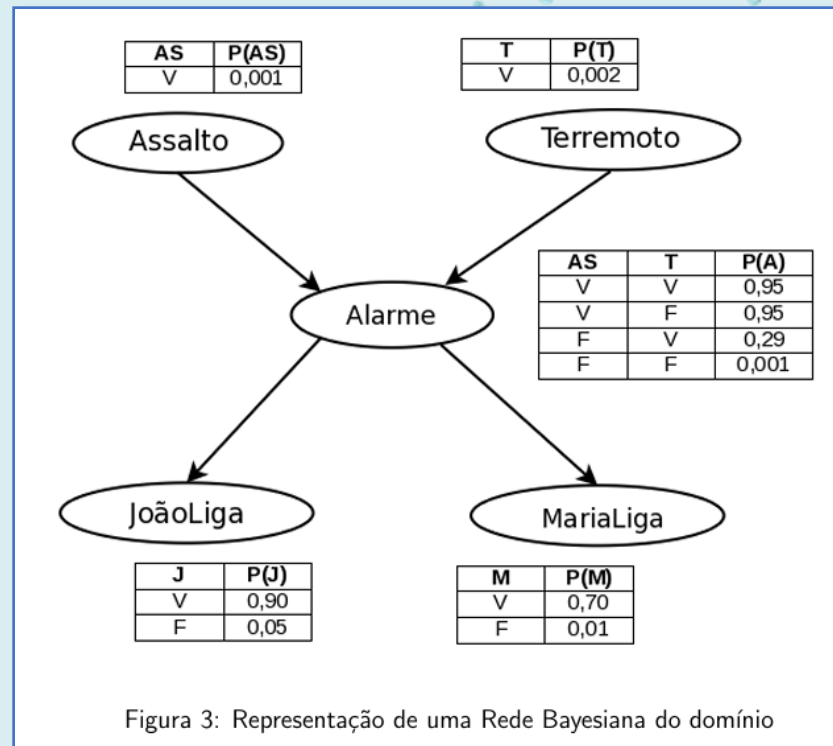 AS P(AS)
V 0,001
T P(T)
V 0,002
Assalto
Terremoto
AS T P(A)
V V 0,95
V F 0,95
F V 0,29
F F 0,001
Alarme
JoãoLiga
MariaLiga
J P(J)
V 0,90
F 0,05
M P(M)
V 0,70
F 0,01
Figura 3: Representação de uma Rede Bayesiana do domínio